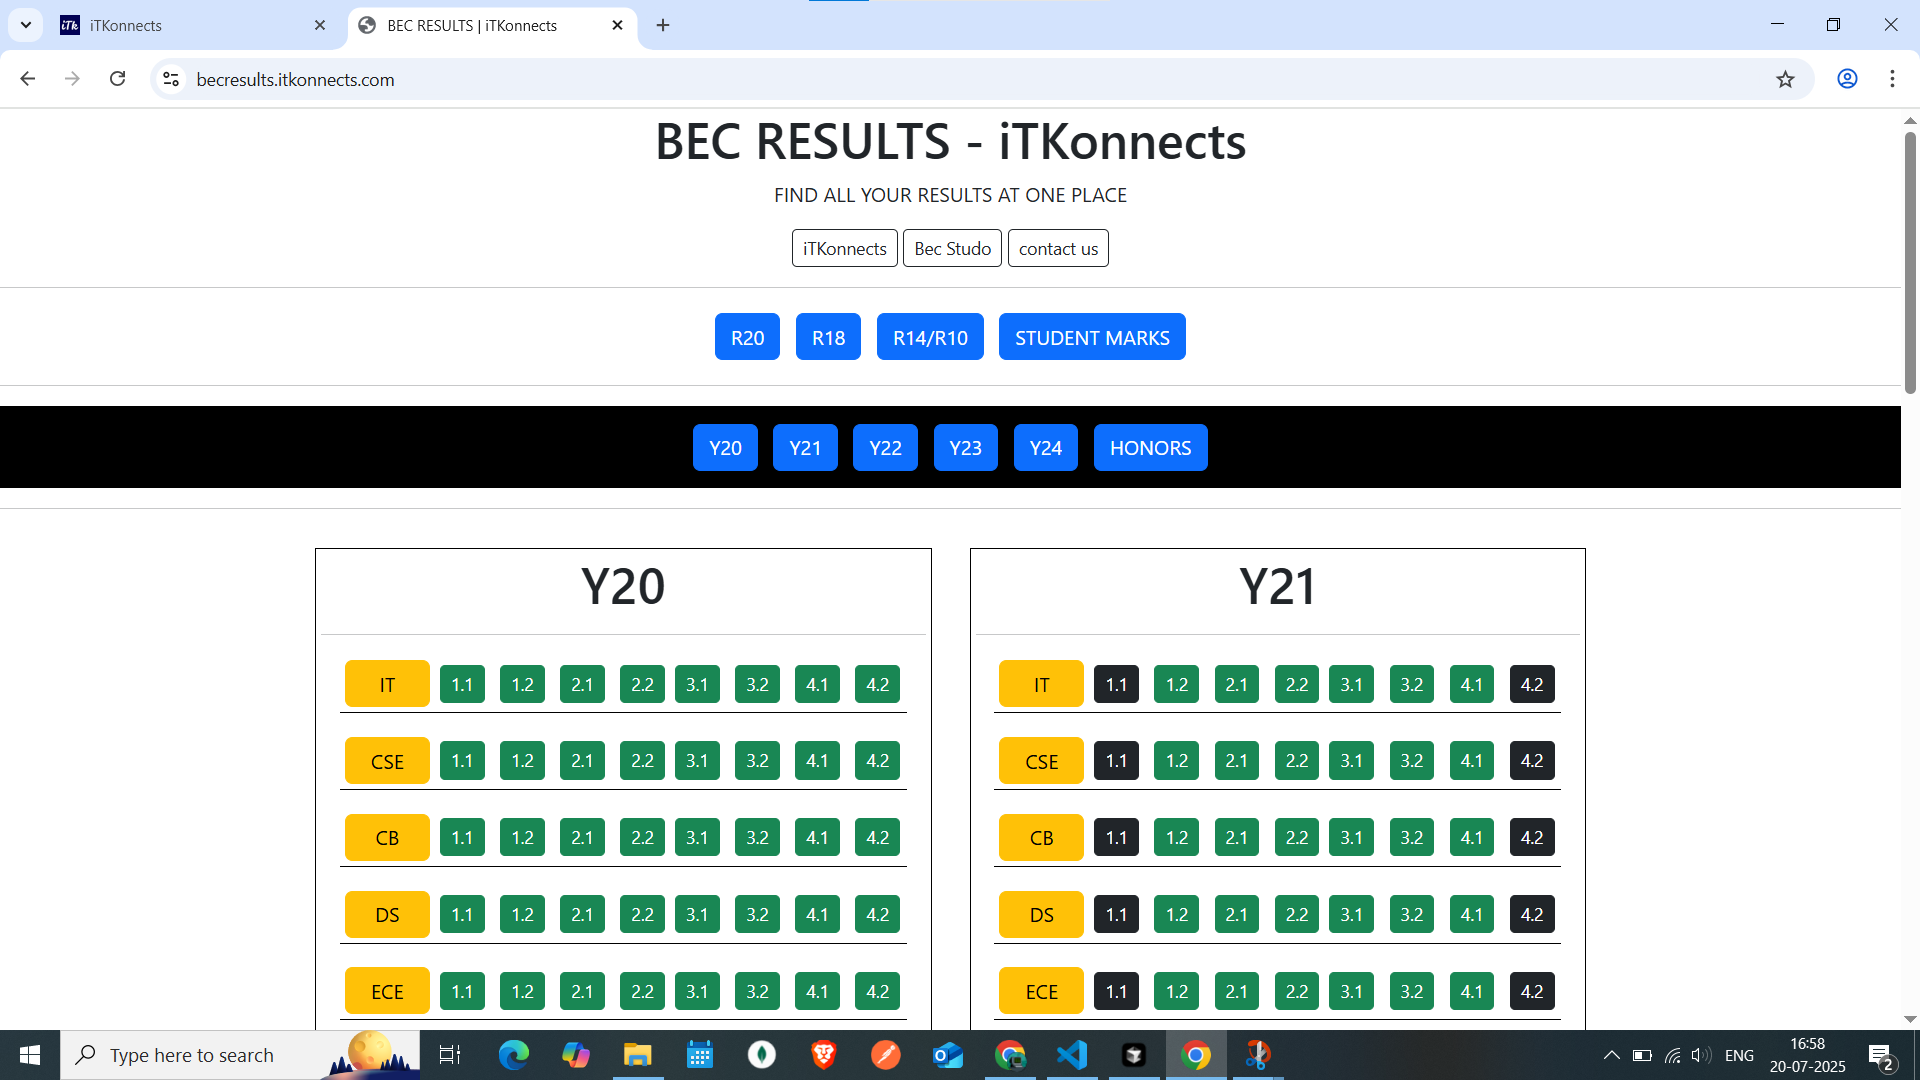 iTk iTKonnects
BEC RESULTS | iTKonnects
becresults.itkonnects.com
BEC RESULTS - iTKonnects
FIND ALL YOUR RESULTS AT ONE PLACE
iTKonnects Bec Studo contact us
R20 R18 R14/R10 STUDENT MARKS
Y20 Y21 Y22 Y23 Y24 HONORS
Y20
IT 1.1 1.2 2.1 2.2 3.1 3.2 4.1 4.2
CSE 1.1 1.2 2.1 2.2 3.1 3.2 4.1 4.2
CB 1.1 1.2 2.1 2.2 3.1 3.2 4.1 4.2
DS 1.1 1.2 2.1 2.2 3.1 3.2 4.1 4.2
ECE 1.1 1.2 2.1 2.2 3.1 3.2 4.1 4.2
Y21
IT 1.1 1.2 2.1 2.2 3.1 3.2 4.1 4.2
CSE 1.1 1.2 2.1 2.2 3.1 3.2 4.1 4.2
CB 1.1 1.2 2.1 2.2 3.1 3.2 4.1 4.2
DS 1.1 1.2 2.1 2.2 3.1 3.2 4.1 4.2
ECE 1.1 1.2 2.1 2.2 3.1 3.2 4.1 4.2
Type here to search
ENG
16:58
20-07-2025
2